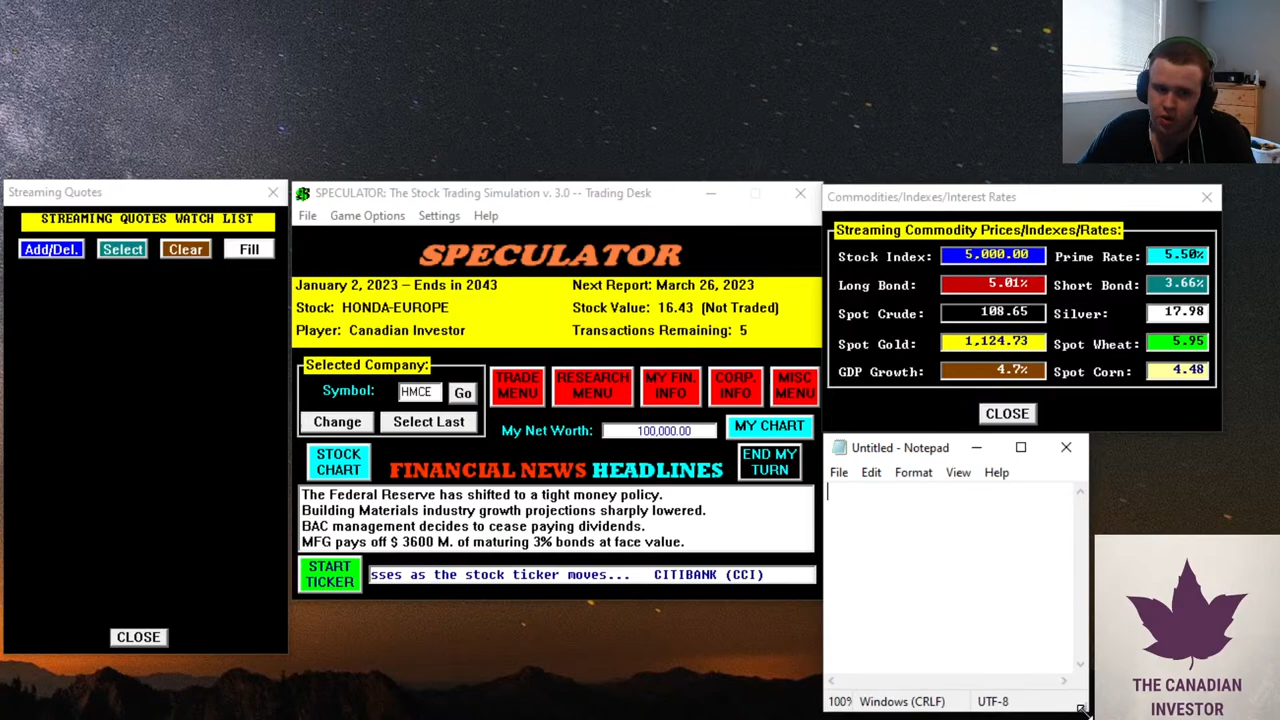 Streaming Quotes
STREAMING QUOTES WATCH LIST
Add/Del. Select Clear Fill
CLOSE
SPECULATOR: The Stock Trading Simulation v. 3.0 -- Trading Desk
File Game Options Settings Help
SPECULATOR
January 2, 2023 – Ends in 2043 Next Report: March 26, 2023
Stock: HONDA-EUROPE Stock Value: 16.43 (Not Traded)
Player: Canadian Investor Transactions Remaining: 5
Selected Company:
Symbol: HMCE Go
Change Select Last
TRADE MENU
RESEARCH MENU
MY FIN. INFO
CORP. INFO
MISC MENU
My Net Worth: 100,000.00 MY CHART
STOCK CHART
FINANCIAL NEWS HEADLINES
END MY TURN
The Federal Reserve has shifted to a tight money policy.
Building Materials industry growth projections sharply lowered.
BAC management decides to cease paying dividends.
MFG pays off $ 3600 M. of maturing 3% bonds at face value.
START TICKER
sses as the stock ticker moves... CITIBANK (CCI)
Commodities/Indexes/Interest Rates
Streaming Commodity Prices/Indexes/Rates:
Stock Index: 5,000.00 Prime Rate: 5.50%
Long Bond: 5.01% Short Bond: 3.66%
Spot Crude: 108.65 Silver: 17.98
Spot Gold: 1,124.73 Spot Wheat: 5.95
GDP Growth: 4.7% Spot Corn: 4.48
CLOSE
Untitled - Notepad
File Edit Format View Help
100% Windows (CRLF) UTF-8
THE CANADIAN
INVESTOR